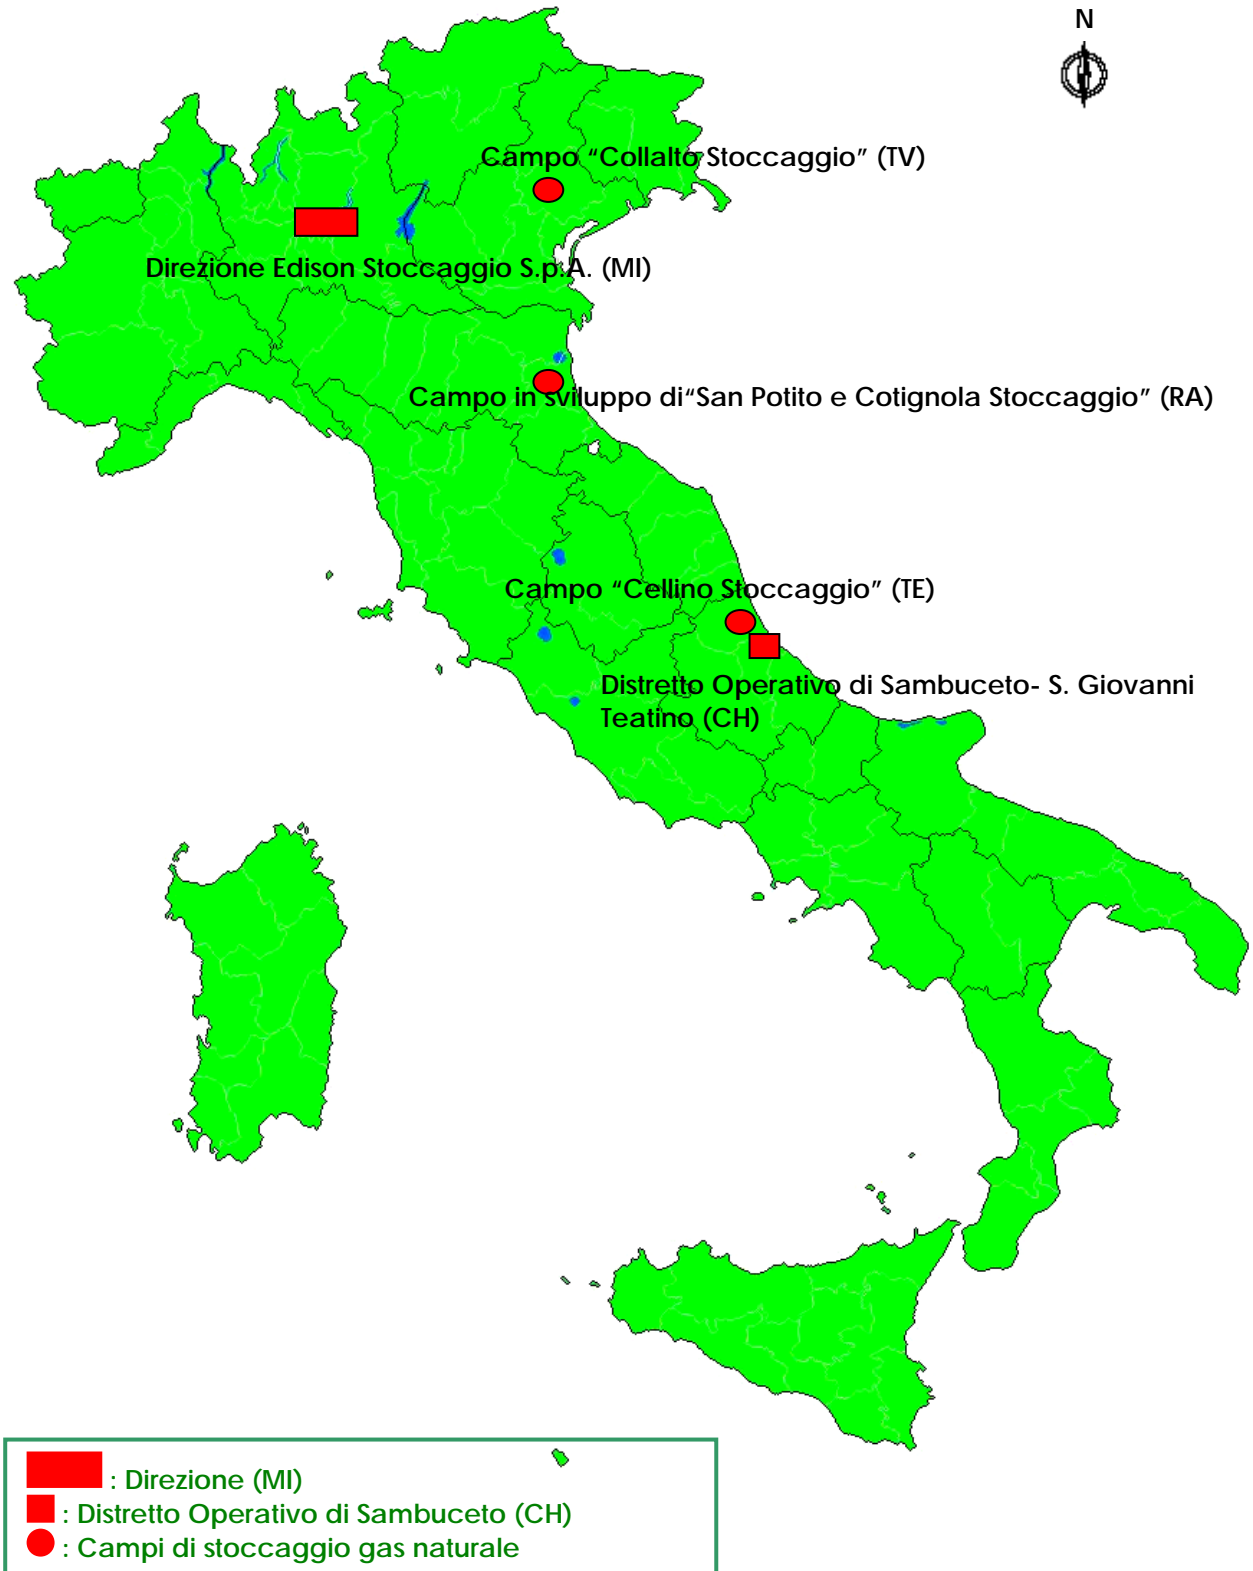 N
Campo “Collalto Stoccaggio” (TV)
Direzione Edison Stoccaggio S.p.A. (MI)
Campo in sviluppo di“San Potito e Cotignola Stoccaggio” (RA)
Campo “Cellino Stoccaggio” (TE)
Distretto Operativo di Sambuceto- S. Giovanni
Teatino (CH)
: Direzione (MI)
: Distretto Operativo di Sambuceto (CH)
: Campi di stoccaggio gas naturale